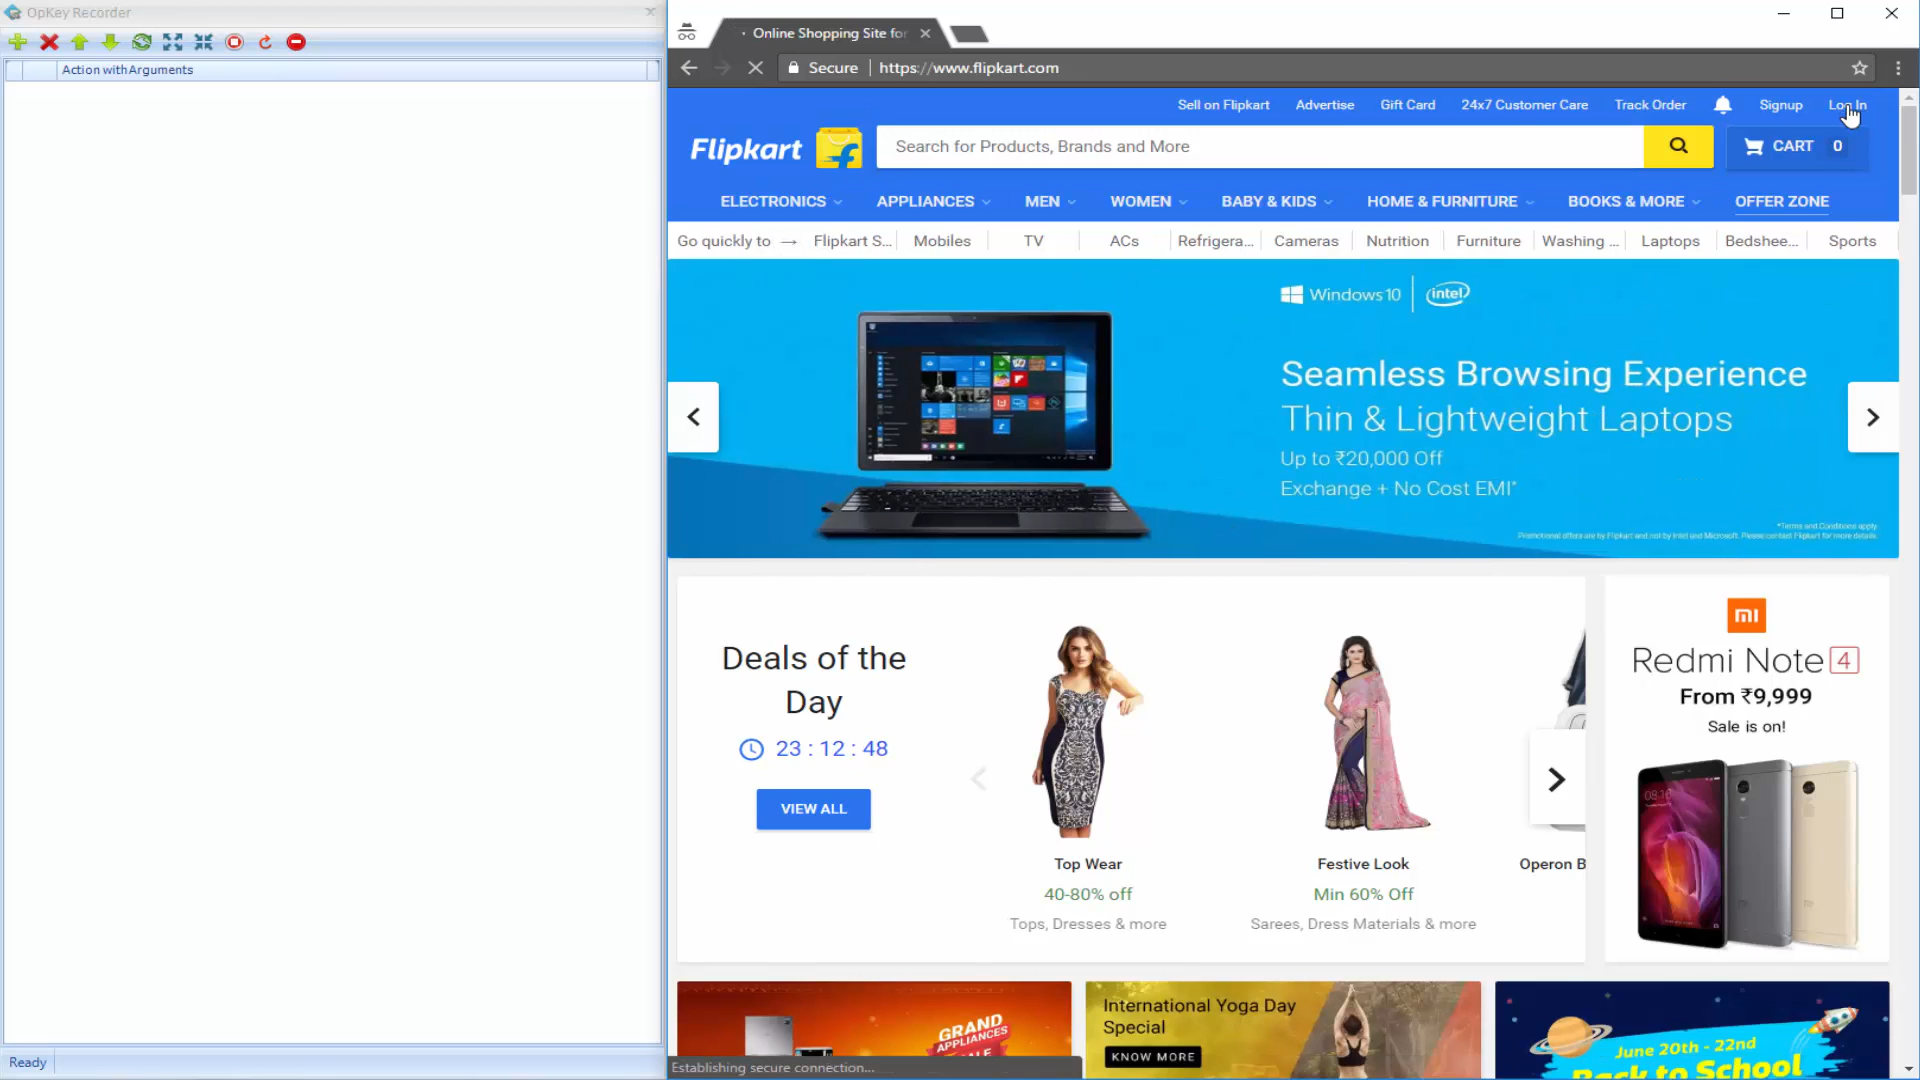 OpKey Recorder
Action withArguments
Ready
Online Shopping Site for
Secure
https://www.flipkart.com
Sell on Flipkart
Advertise
Gift Card
24x7 Customer Care
Track Order
Signup
Log In
Flipkart
Search for Products, Brands and More
CART 0
ELECTRONICS
APPLIANCES
MEN
WOMEN
BABY & KIDS
HOME & FURNITURE
BOOKS & MORE
OFFER ZONE
Go quickly to →
Flipkart S...
Mobiles
TV
ACs
Refrigera...
Cameras
Nutrition
Furniture
Washing ...
Laptops
Bedshee...
Sports
Windows 10
intel
Seamless Browsing Experience
Thin & Lightweight Laptops
Up to ₹20,000 Off
Exchange + No Cost EMI*
*Terms and Conditions apply.
Promotional offers are by Flipkart and not by Intel and Microsoft. Please contact Flipkart for more details.
Deals of the
Day
23 : 12 : 48
VIEW ALL
Top Wear
40-80% off
Tops, Dresses & more
Festive Look
Min 60% Off
Sarees, Dress Materials & more
Operon B
mi
Redmi Note 4
From ₹9,999
Sale is on!
GRAND
APPLIANCES
International Yoga Day
Special
KNOW MORE
June 20th - 22nd
Back to School
Establishing secure connection...